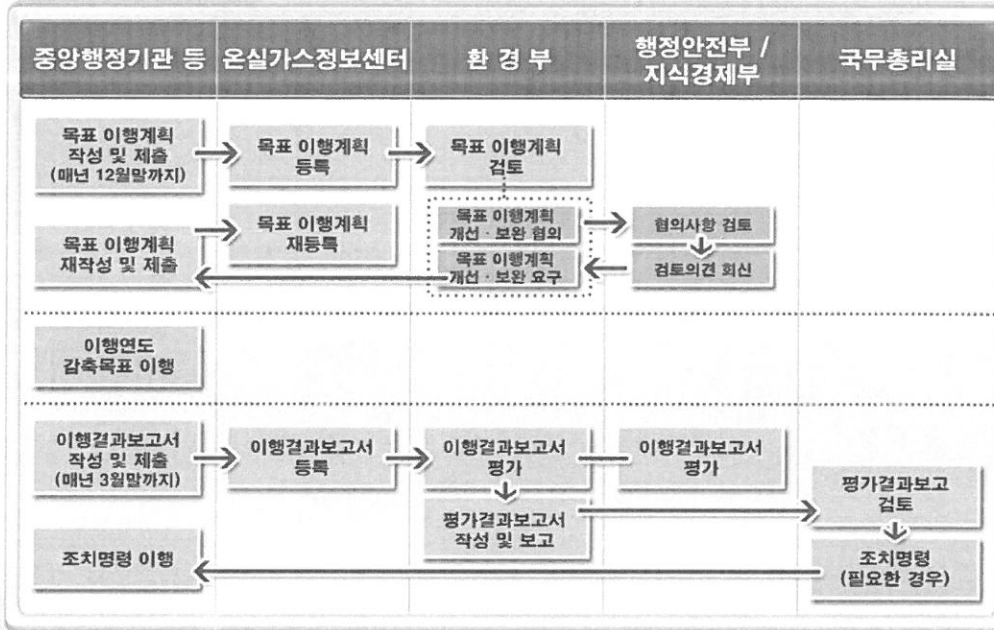 중앙행정기관 등
온실가스정보센터
환 경 부
행정안전부 /
지식경제부
국무총리실
목표 이행계획
작성 및 제출
(매년 12월말까지)
목표 이행계획
등록
목표 이행계획
검토
목표 이행계획
재작성 및 제출
목표 이행계획
재등록
목표 이행계획
개선 · 보완 협의
협의사항 검토
목표 이행계획
개선 · 보완 요구
검토의견 회신
이행연도
감축목표 이행
이행결과보고서
작성 및 제출
(매년 3월말까지)
이행결과보고서
등록
이행결과보고서
평가
이행결과보고서
평가
평가결과보고서
작성 및 보고
평가결과보고
검토
조치명령 이행
조치명령
(필요한 경우)